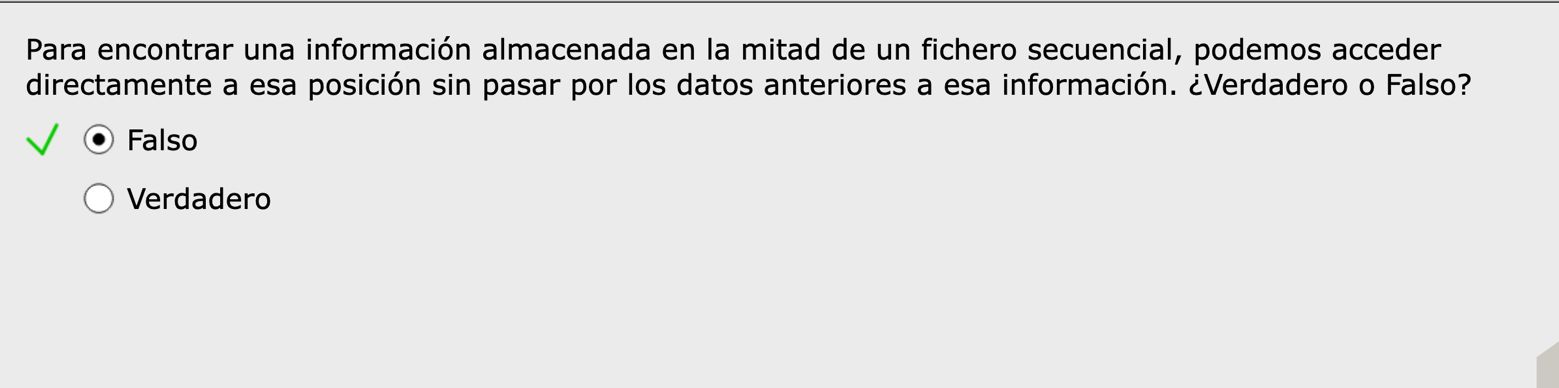 Para encontrar una información almacenada en la mitad de un fichero secuencial, podemos acceder
directamente a esa posición sin pasar por los datos anteriores a esa información. ¿Verdadero o Falso?
Falso
Verdadero